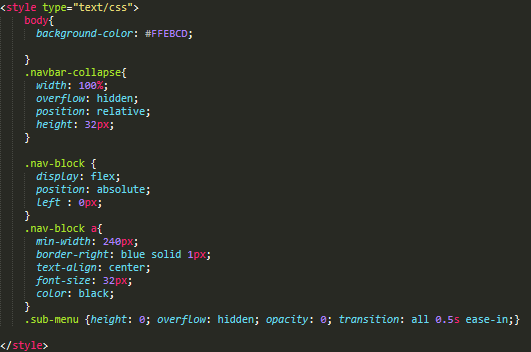 <style type="text/css">
body{
background-color: #FFEBCD;
}
.navbar-collapse{
width: 100%;
overflow: hidden;
position: relative;
height: 32px;
}
.nav-block {
display: flex;
position: absolute;
left : 0px;
}
.nav-block a{
min-width: 240px;
border-right: blue solid 1px;
text-align: center;
font-size: 32px;
color: black;
}
.sub-menu {height: 0; overflow: hidden; opacity: 0; transition: all 0.5s ease-in;}
</style>